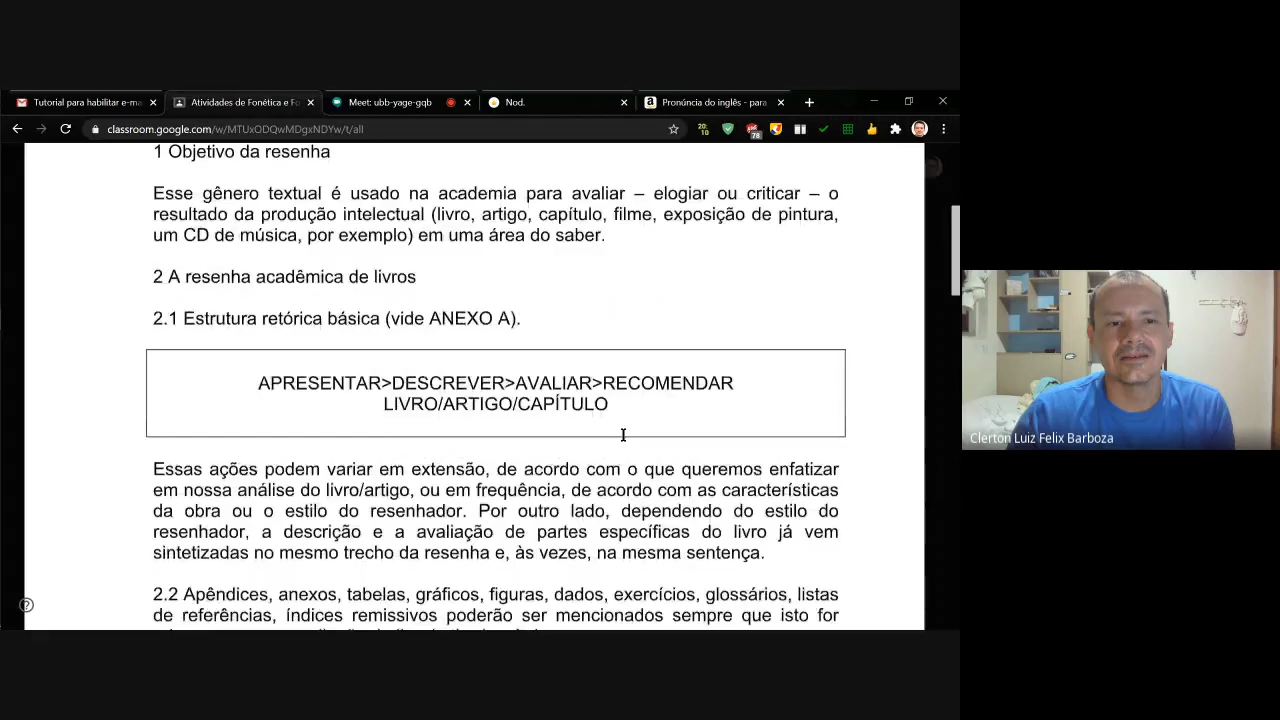 Tutorial para habilitar e-ma
Atividades de Fonética e Fo
Meet: ubb-yage-gqb
Nod.
Pronúncia do inglês - para
classroom.google.com/w/MTUxODQwMDgxNDYw/t/all
20:
10
78
1 Objetivo da resenha
Esse gênero textual é usado na academia para avaliar – elogiar ou criticar – o
resultado da produção intelectual (livro, artigo, capítulo, filme, exposição de pintura,
um CD de música, por exemplo) em uma área do saber.
2 A resenha acadêmica de livros
2.1 Estrutura retórica básica (vide ANEXO A).
APRESENTAR>DESCREVER>AVALIAR>RECOMENDAR
LIVRO/ARTIGO/CAPÍTULO
Essas ações podem variar em extensão, de acordo com o que queremos enfatizar
em nossa análise do livro/artigo, ou em frequência, de acordo com as características
da obra ou o estilo do resenhador. Por outro lado, dependendo do estilo do
resenhador, a descrição e a avaliação de partes específicas do livro já vem
sintetizadas no mesmo trecho da resenha e, às vezes, na mesma sentença.
2.2 Apêndices, anexos, tabelas, gráficos, figuras, dados, exercícios, glossários, listas
de referências, índices remissivos poderão ser mencionados sempre que isto for
Clerton Luiz Felix Barboza